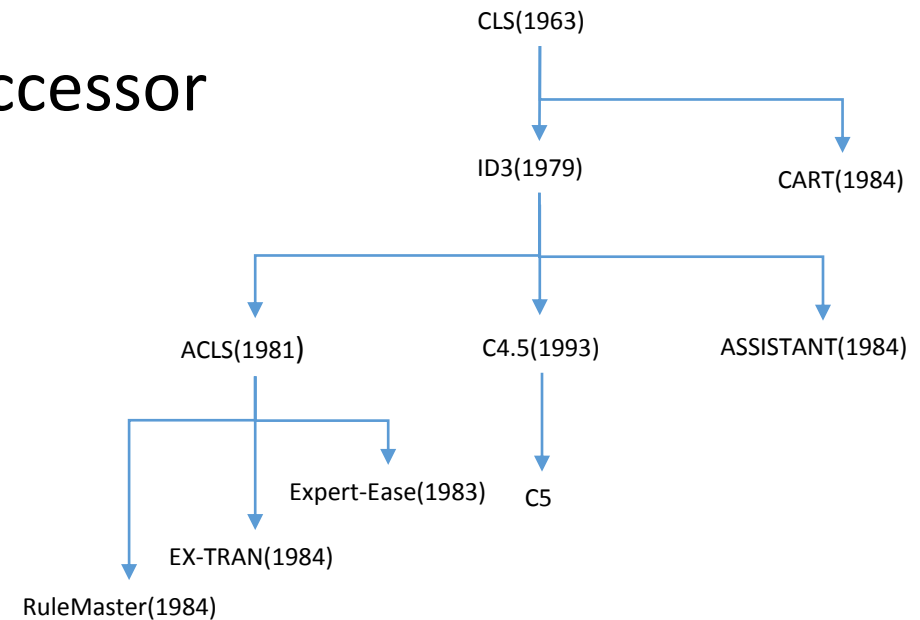 CLS(1963)
ccessor
ID3(1979)
CART(1984)
ACLS(1981)
C4.5(1993)
ASSISTANT(1984)
Expert-Ease(1983)
C5
EX-TRAN(1984)
RuleMaster(1984)